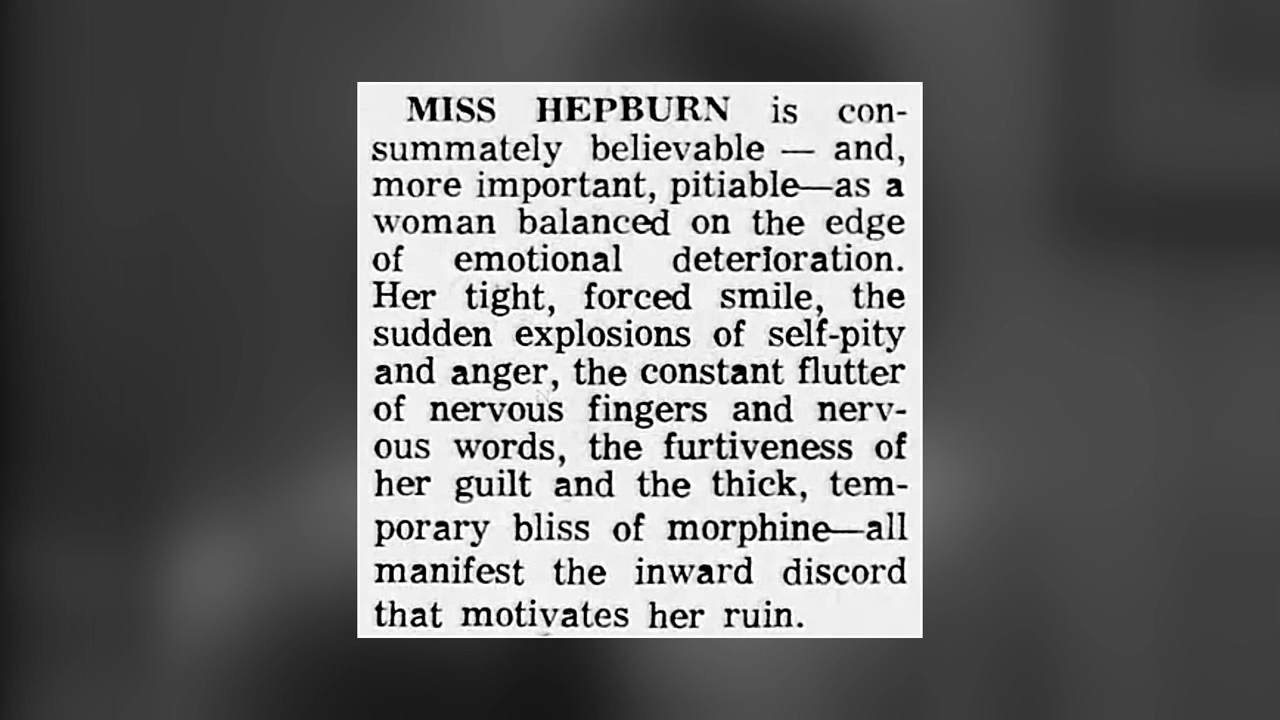 MISS HEPBURN is con-
summately believable — and,
more important, pitiable—as a
woman balanced on the edge
of emotional deterioration.
Her tight, forced smile, the
sudden explosions of self-pity
and anger, the constant flutter
of nervous fingers and nerv-
ous words, the furtiveness of
her guilt and the thick, tem-
porary bliss of morphine—all
manifest the inward discord
that motivates her ruin.